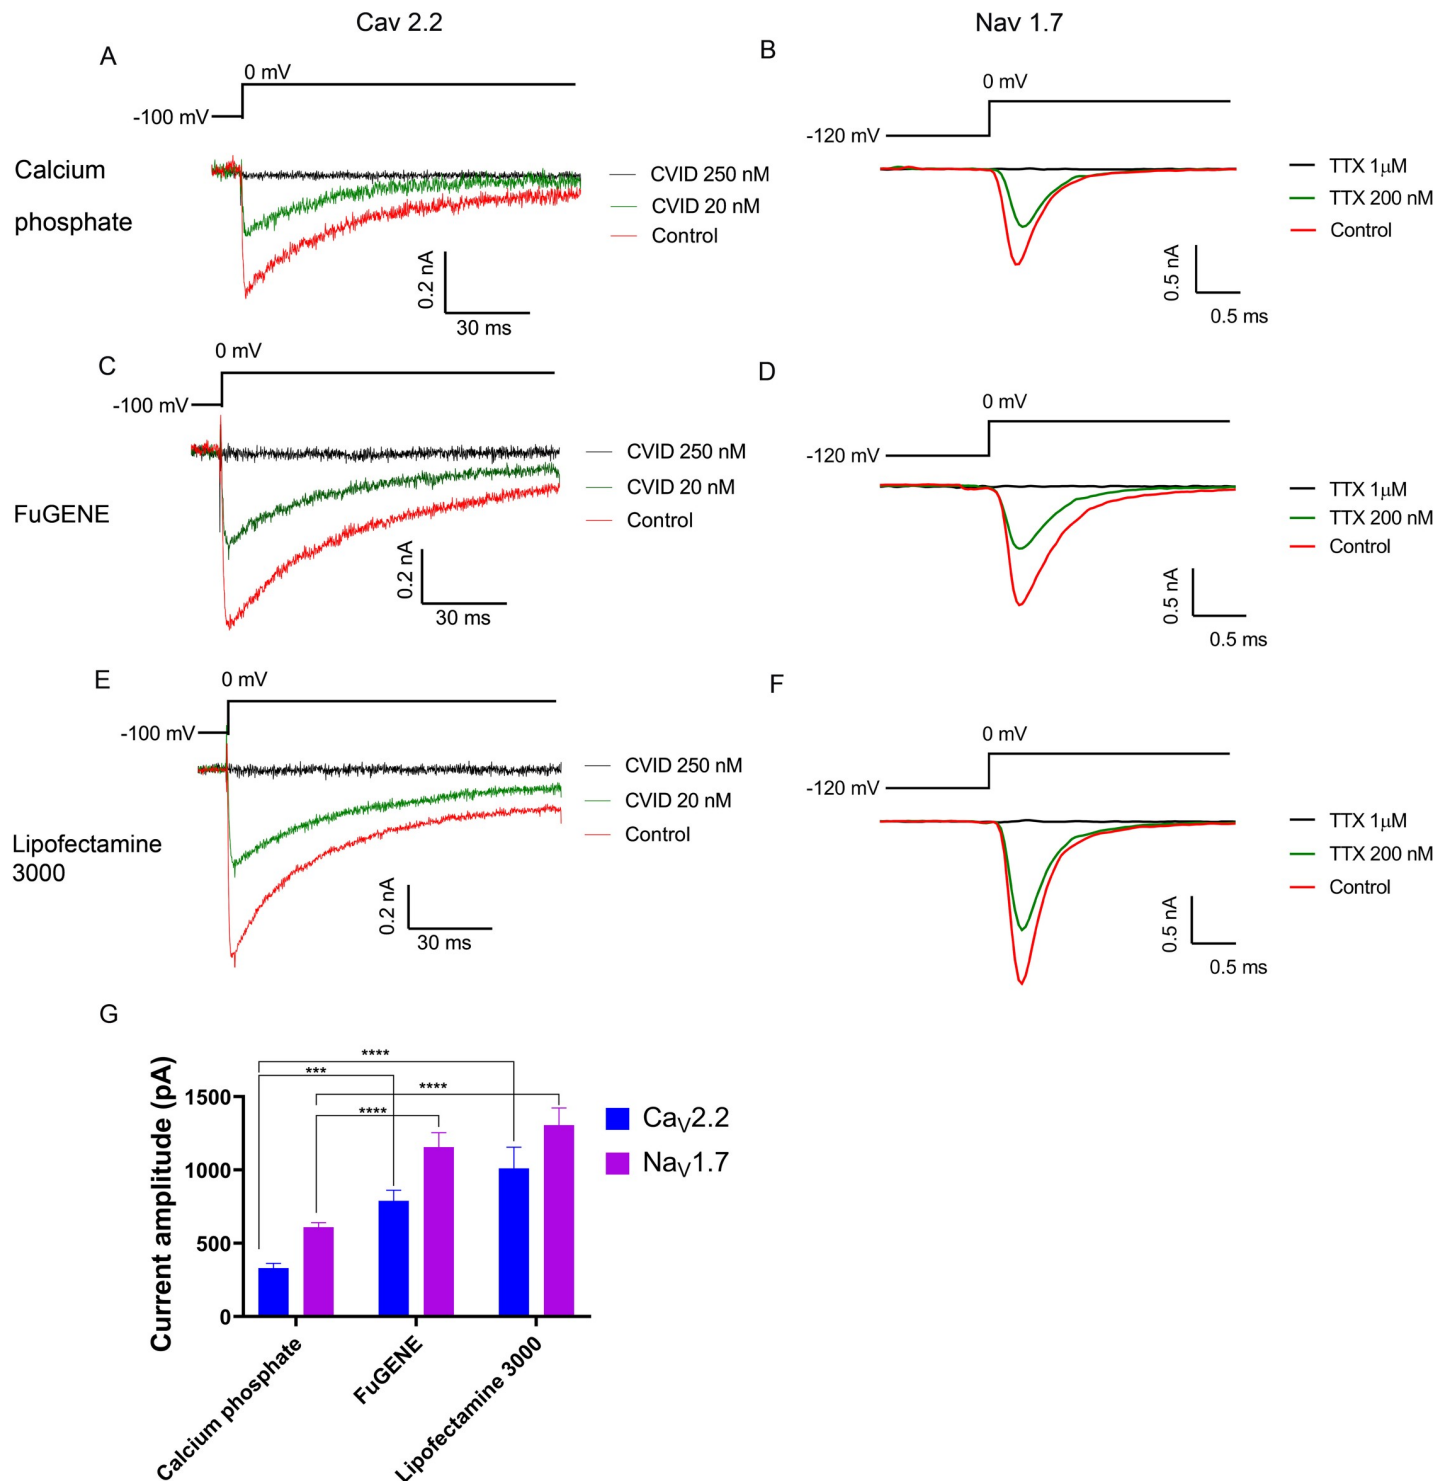 Cav 2.2
Nav 1.7
A
0 mV
-100 mV
Calcium
phosphate
CVID 250 nM
CVID 20 nM
Control
0.2 nA
30 ms
B
0 mV
-120 mV
TTX 1μM
TTX 200 nM
Control
0.5 nA
0.5 ms
C
0 mV
-100 mV
FuGENE
CVID 250 nM
CVID 20 nM
Control
0.2 nA
30 ms
D
0 mV
-120 mV
TTX 1μM
TTX 200 nM
Control
0.5 nA
0.5 ms
E
0 mV
-100 mV
Lipofectamine
3000
CVID 250 nM
CVID 20 nM
Control
0.2 nA
30 ms
F
0 mV
-120 mV
TTX 1μM
TTX 200 nM
Control
0.5 nA
0.5 ms
G
Current amplitude (pA)
1500
1000
500
0
****
***
****
****
CaV2.2
NaV1.7
Calcium phosphate
FuGENE
Lipofectamine 3000